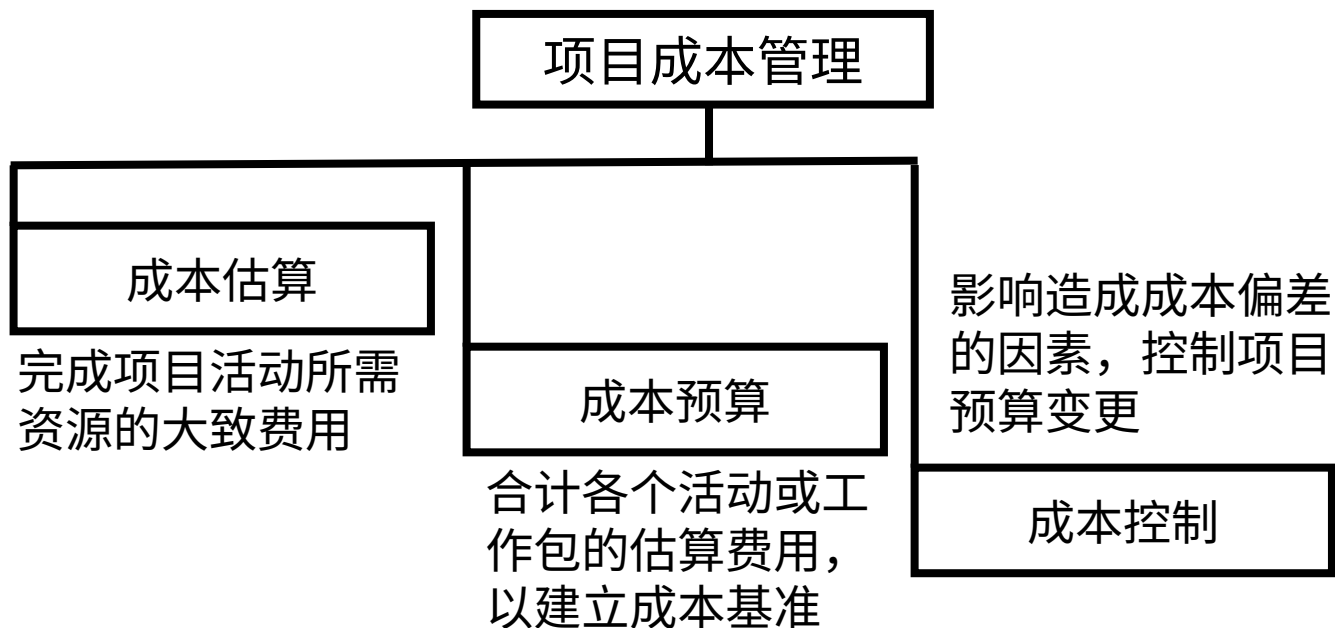 项目成本管理
成本估算
完成项目活动所需
资源的大致费用
成本预算
合计各个活动或工
作包的估算费用，
以建立成本基准
影响造成成本偏差
的因素，控制项目
预算变更
成本控制